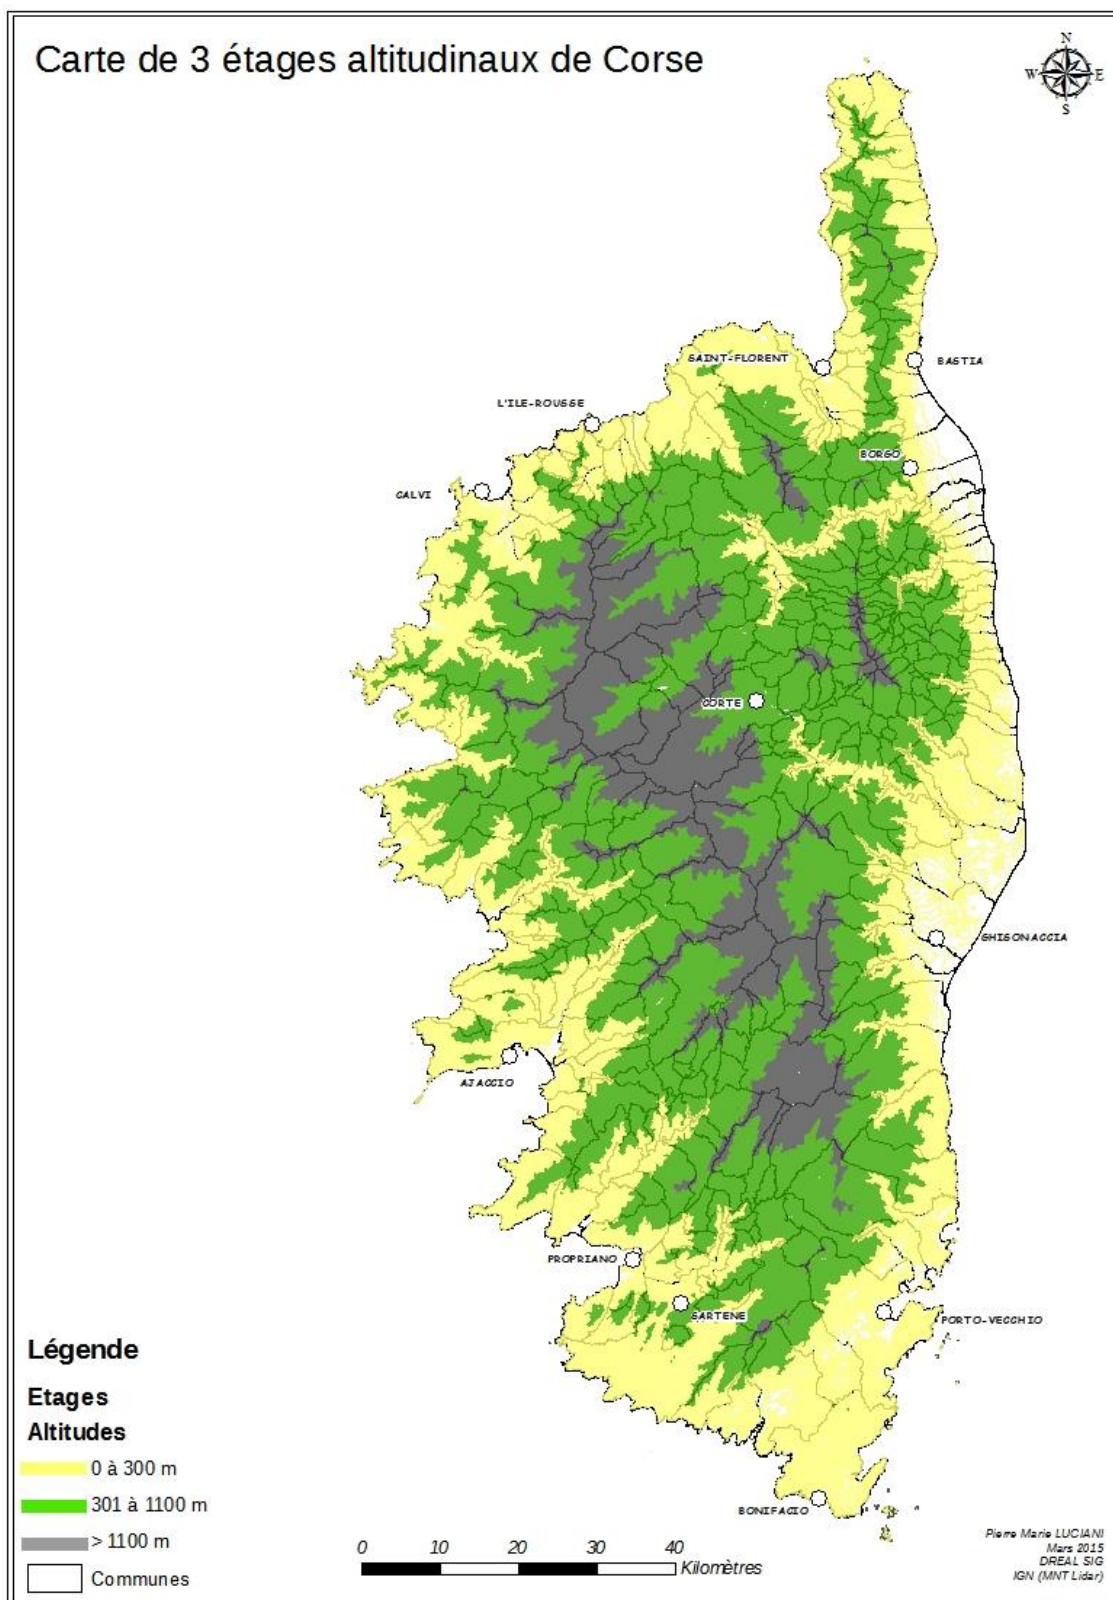 Carte de 3 étages altitudinaux de Corse
N
W E
S
SAINT-FLORENT
BASTIA
L'ILE-ROUSSE
BORGO
CALVI
CORTE
GHISONACCIA
AJACCIO
PROPRIANO
SARTENE
PORTO-VECCHIO
BONIFACIO
Légende
Etages
Altitudes
0 à 300 m
301 à 1100 m
> 1100 m
Communes
0 10 20 30 40
Kilomètres
Pierre Marie LUCIANI
Mars 2015
DREAL SIG
IGN (MNT Lidar)